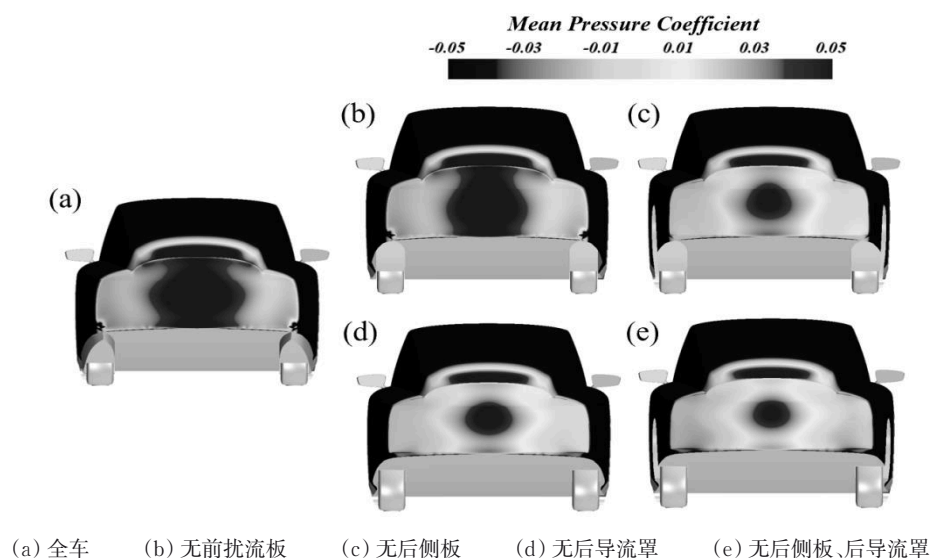 Mean Pressure Coefficient
-0.05 -0.03 -0.01 0.01 0.03 0.05
(b) (c)
(a)
(d) (e)
(a) 全车 (b) 无前扰流板 (c) 无后侧板 (d) 无后导流罩 (e) 无后侧板、后导流罩